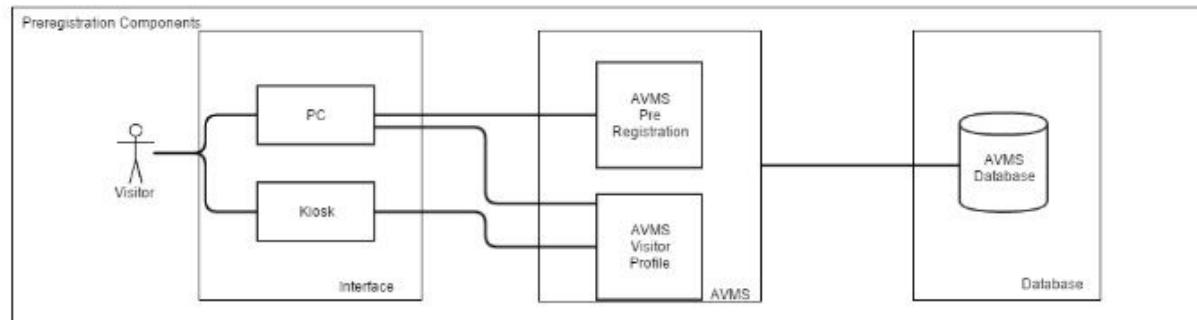 Preregistration Components
PC
AVMS
Pre
Registration
Visitor
AVMS
Database
Kiosk
AVMS
Visitor
Profile
Interface
AVMS
Database